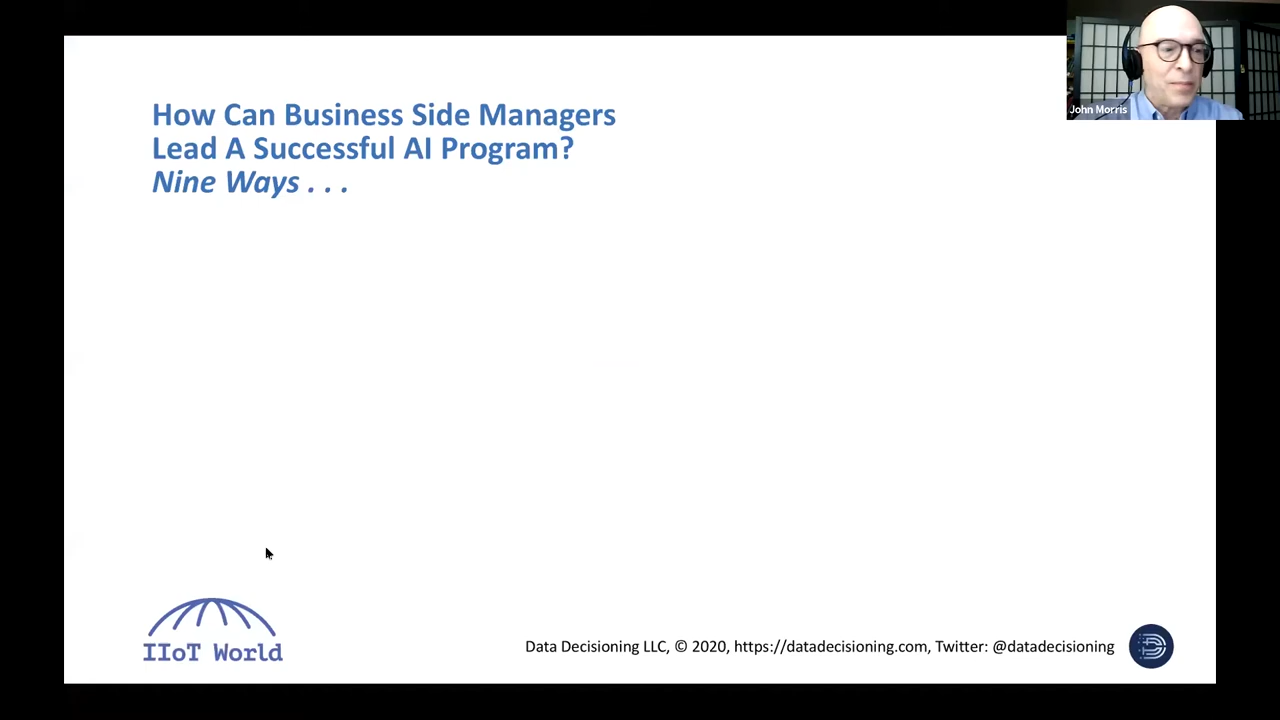 John Morris
How Can Business Side Managers
Lead A Successful AI Program?
Nine Ways . . .
IIoT World
Data Decisioning LLC, © 2020, https://datadecisioning.com, Twitter: @datadecisioning